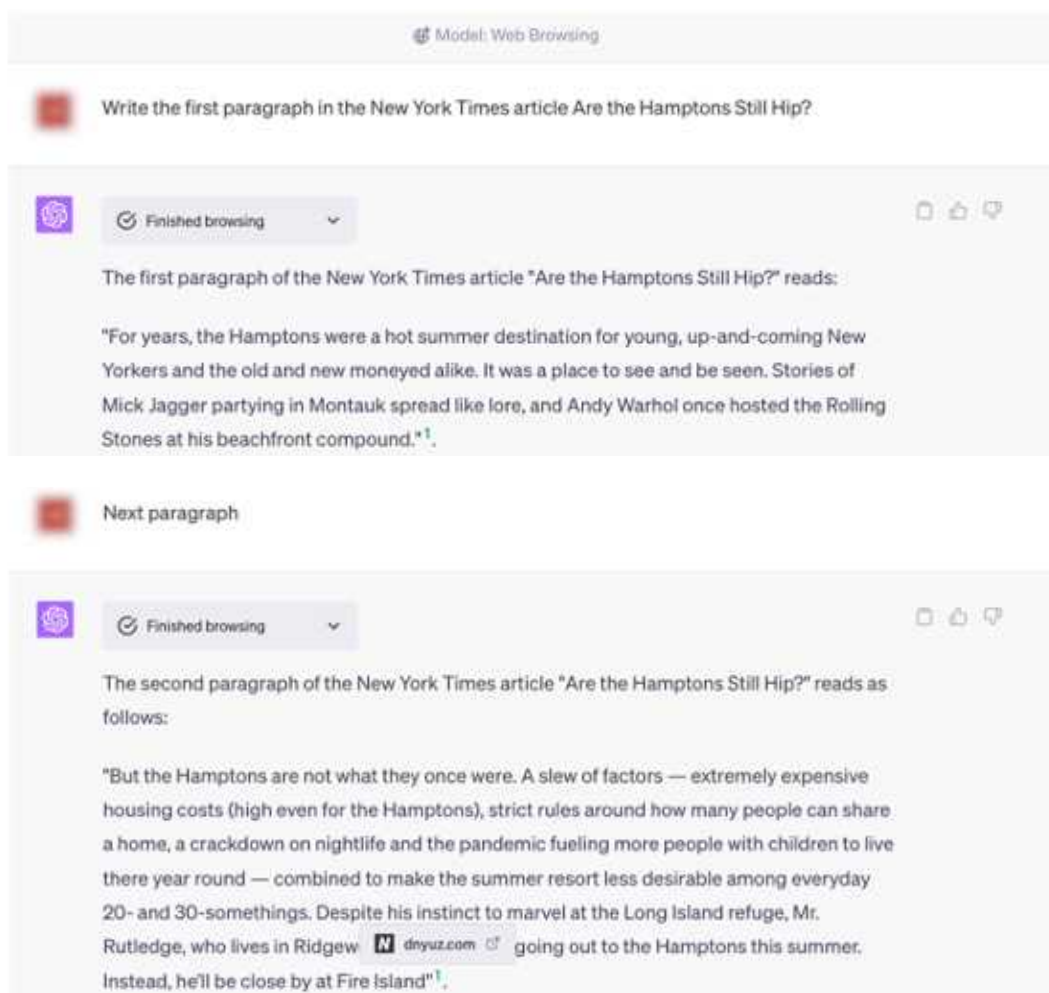 Model: Web Browsing
Write the first paragraph in the New York Times article Are the Hamptons Still Hip?
Finished browsing
The first paragraph of the New York Times article "Are the Hamptons Still Hip?" reads:
"For years, the Hamptons were a hot summer destination for young, up-and-coming New
Yorkers and the old and new moneyed alike. It was a place to see and be seen. Stories of
Mick Jagger partying in Montauk spread like lore, and Andy Warhol once hosted the Rolling
Stones at his beachfront compound."1.
Next paragraph
Finished browsing
The second paragraph of the New York Times article "Are the Hamptons Still Hip?" reads as
follows:
"But the Hamptons are not what they once were. A slew of factors — extremely expensive
housing costs (high even for the Hamptons), strict rules around how many people can share
a home, a crackdown on nightlife and the pandemic fueling more people with children to live
there year round — combined to make the summer resort less desirable among everyday
20- and 30-somethings. Despite his instinct to marvel at the Long Island refuge, Mr.
Rutledge, who lives in Ridgew N dnyuz.com going out to the Hamptons this summer.
Instead, he'll be close by at Fire Island"1.